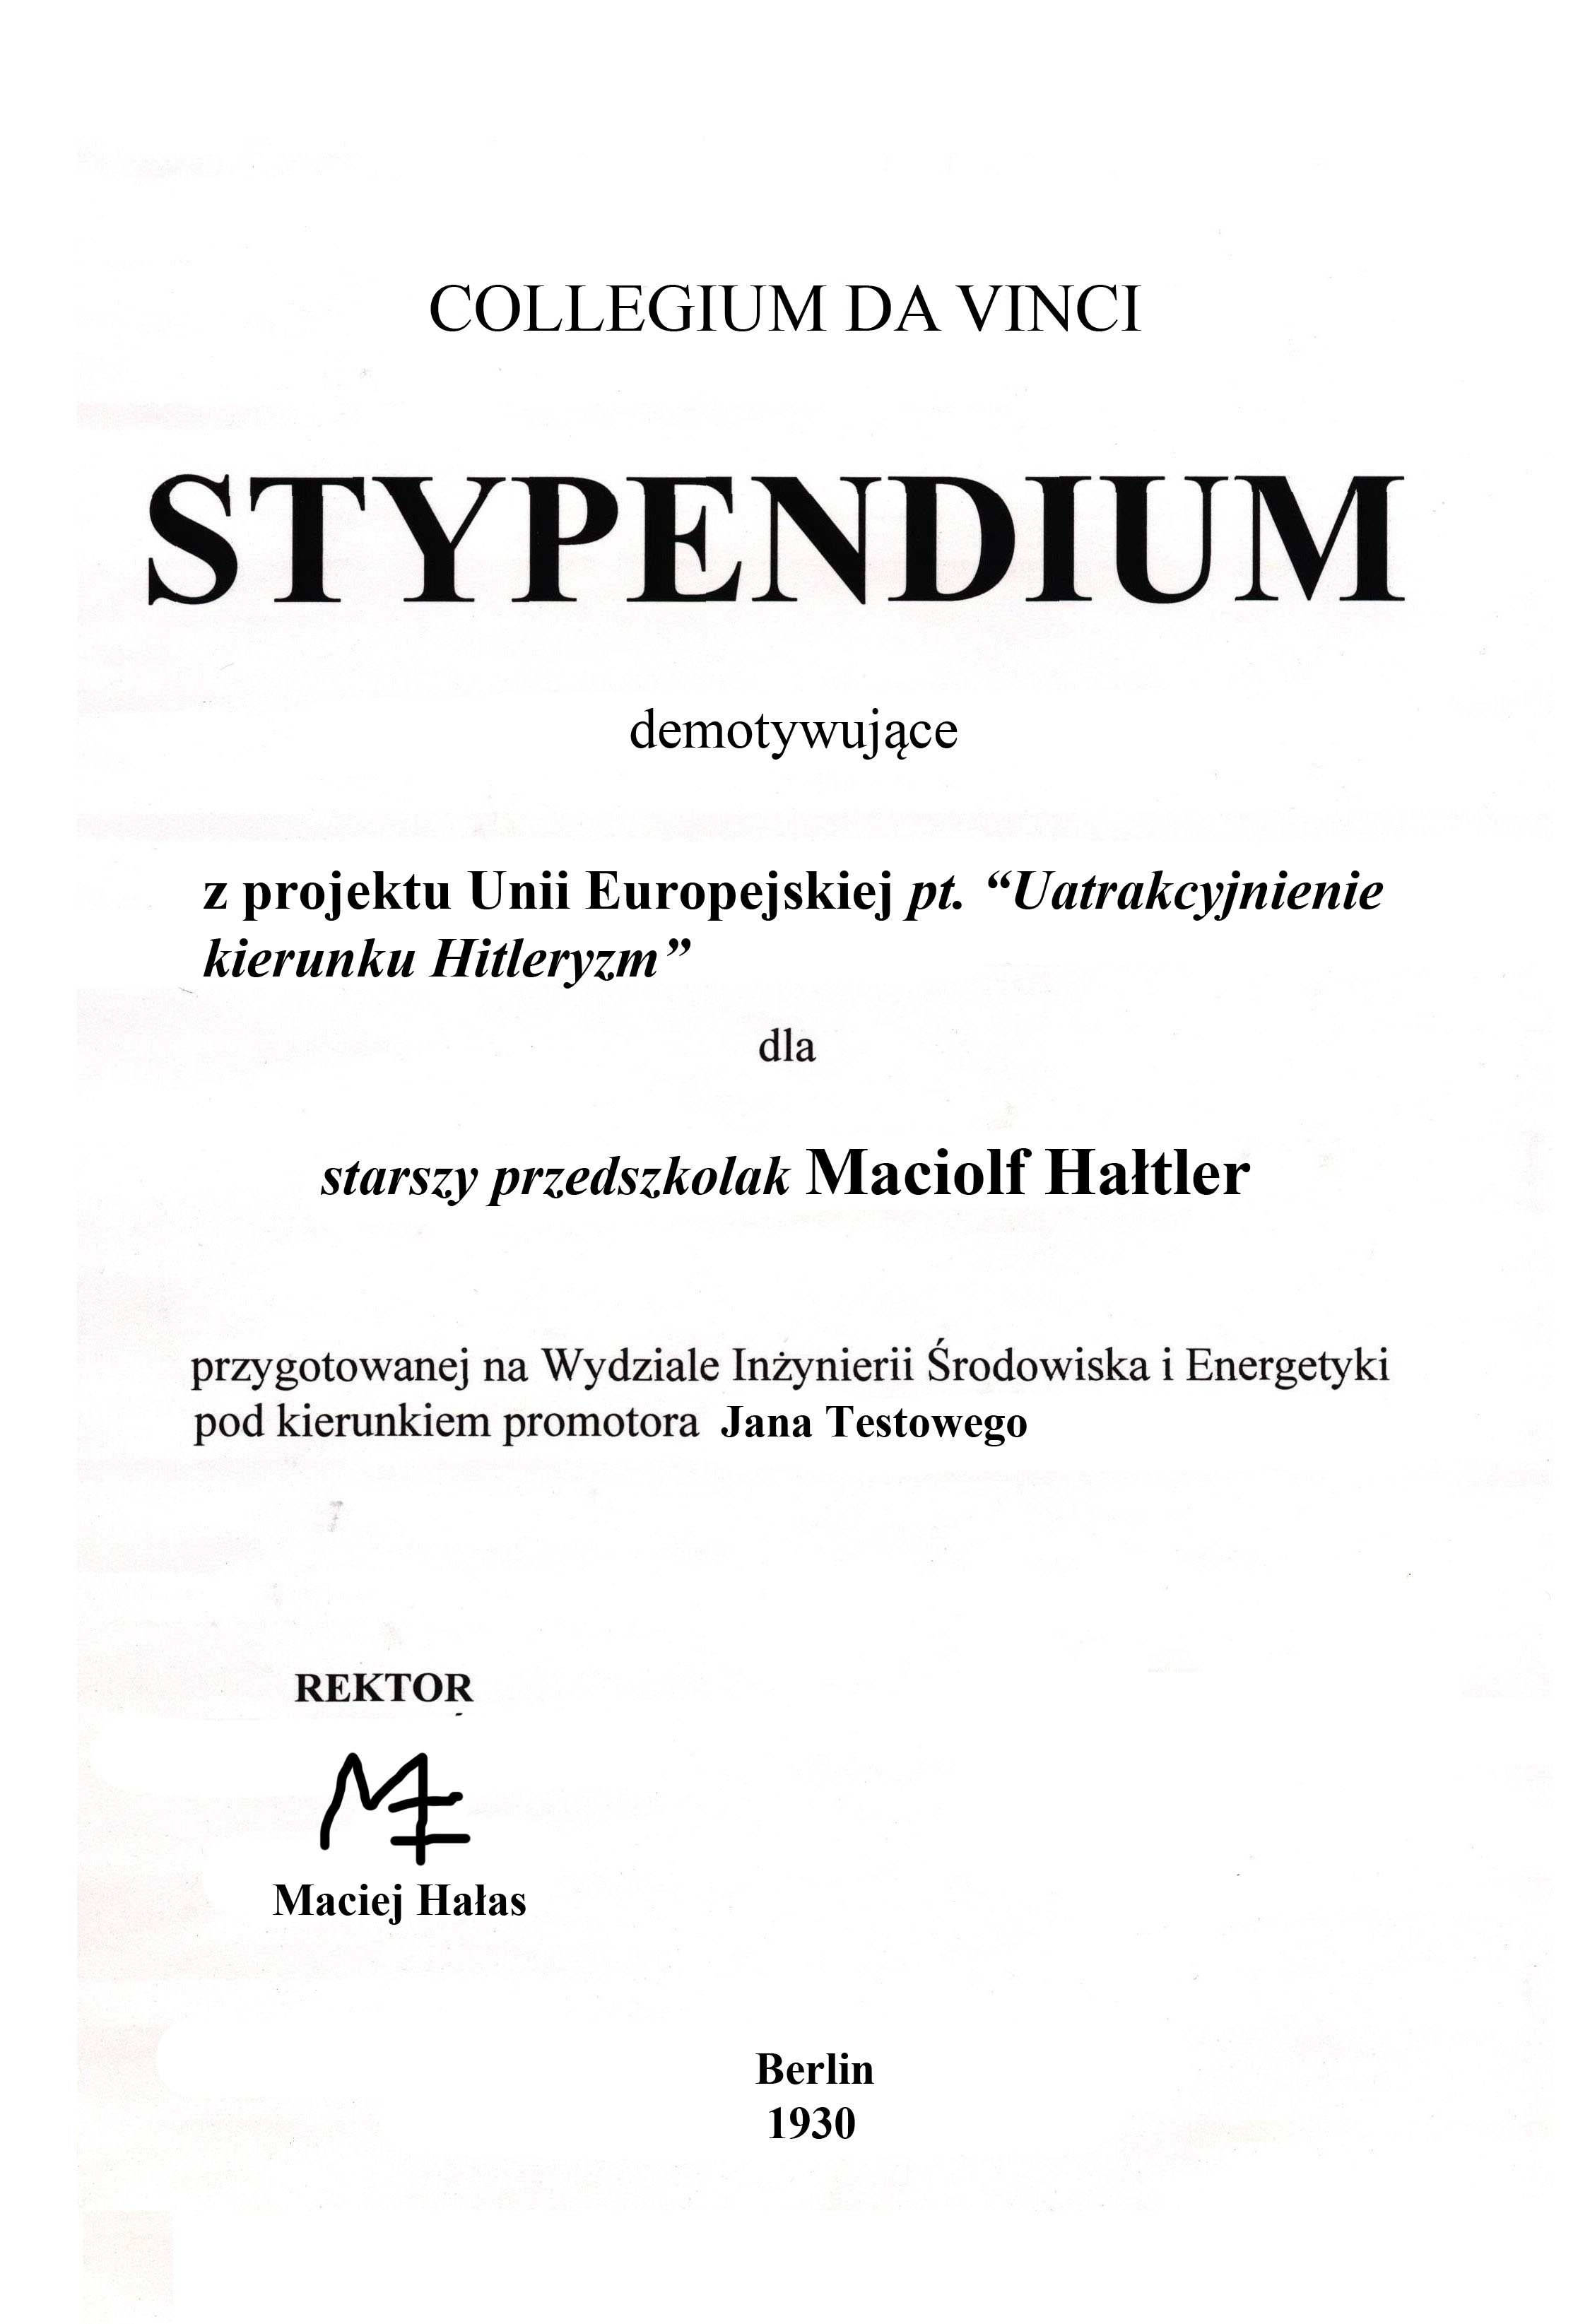 COLLEGIUM DA VINCI
STYPENDIUM
demotywujące
z projektu Unii Europejskiej pt. “Uatrakcyjnienie
kierunku Hitleryzm”
dla
starszy przedszkolak Maciolf Hałtler
przygotowanej na Wydziale Inżynierii Środowiska i Energetyki
pod kierunkiem promotora Jana Testowego
REKTOR
Maciej Hałas
Berlin
1930